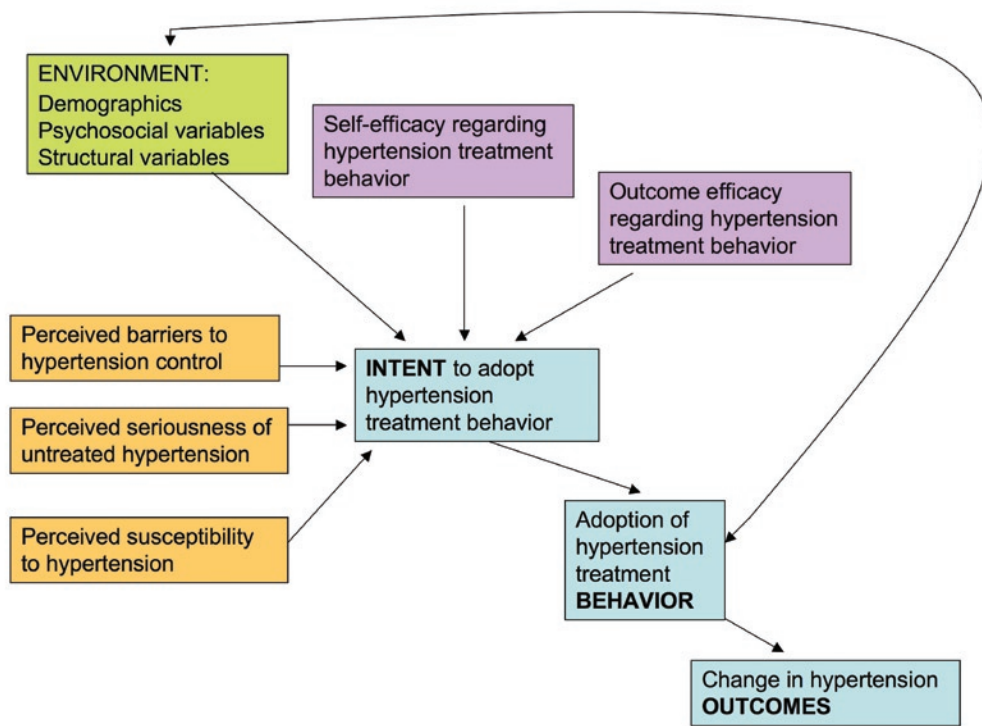 ENVIRONMENT:
Demographics
Psychosocial variables
Structural variables
Self-efficacy regarding
hypertension treatment
behavior
Outcome efficacy
regarding hypertension
treatment behavior
Perceived barriers to
hypertension control
INTENT to adopt
hypertension
treatment behavior
Perceived seriousness of
untreated hypertension
Perceived susceptibility
to hypertension
Adoption of
hypertension
treatment
BEHAVIOR
Change in hypertension
OUTCOMES